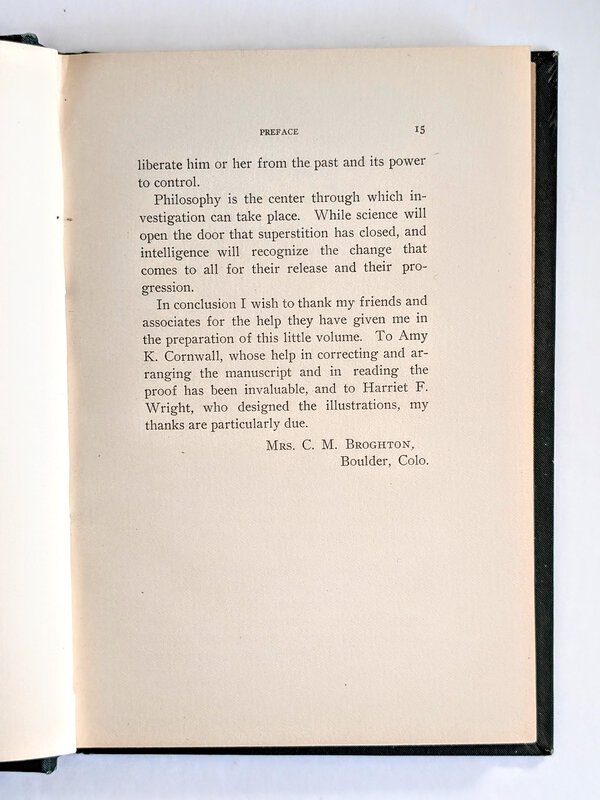 PREFACE 15
liberate him or her from the past and its power
to control.
Philosophy is the center through which in-
vestigation can take place. While science will
open the door that superstition has closed, and
intelligence will recognize the change that
comes to all for their release and their pro-
gression.
In conclusion I wish to thank my friends and
associates for the help they have given me in
the preparation of this little volume. To Amy
K. Cornwall, whose help in correcting and ar-
ranging the manuscript and in reading the
proof has been invaluable, and to Harriet F.
Wright, who designed the illustrations, my
thanks are particularly due.
MRS. C. M. BROGHTON,
Boulder, Colo.